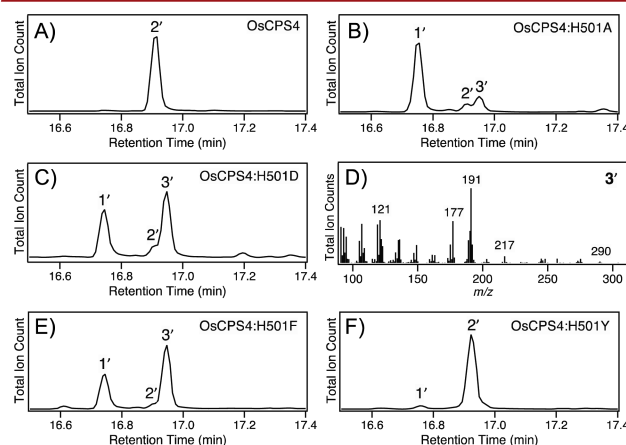 A) OsCPS4
2′
Total Ion Count
16.6 16.8 17.0 17.2 17.4
Retention Time (min)
B) OsCPS4:H501A
1′
2′ 3′
Total Ion Count
16.6 16.8 17.0 17.2 17.4
Retention Time (min)
C) OsCPS4:H501D
1′
2′
3′
Total Ion Count
16.6 16.8 17.0 17.2 17.4
Retention Time (min)
D) 3′
191
121
177
217
290
Total Ion Counts
100 150 200 250 300
m/z
E) OsCPS4:H501F
1′
2′
3′
Total Ion Count
16.6 16.8 17.0 17.2 17.4
Retention Time (min)
F) OsCPS4:H501Y
2′
1′
Total Ion Count
16.6 16.8 17.0 17.2 17.4
Retention Time (min)